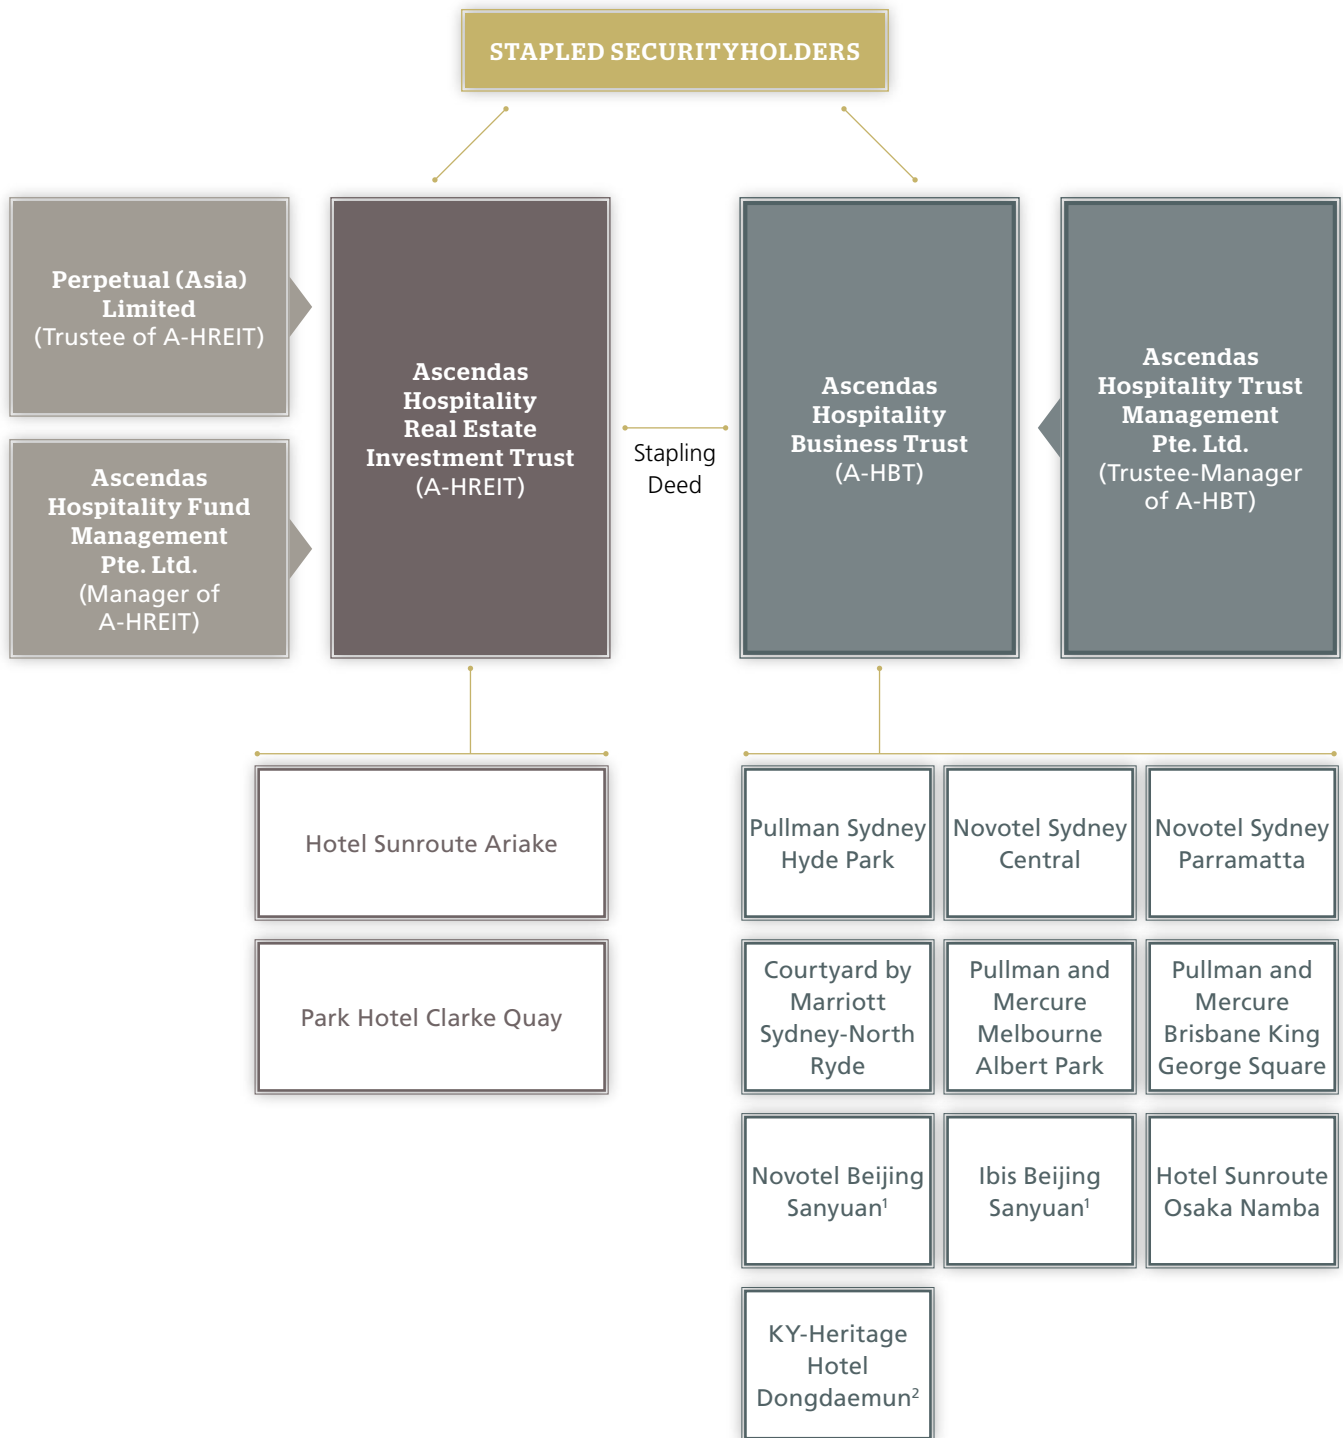 STAPLED SECURITYHOLDERS
Perpetual (Asia)
Limited
(Trustee of A-HREIT)
Ascendas
Hospitality Fund
Management
Pte. Ltd.
(Manager of
A-HREIT)
Ascendas
Hospitality
Real Estate
Investment Trust
(A-HREIT)
Stapling
Deed
Ascendas
Hospitality
Business Trust
(A-HBT)
Ascendas
Hospitality Trust
Management
Pte. Ltd.
(Trustee-Manager
of A-HBT)
Hotel Sunroute Ariake
Park Hotel Clarke Quay
Pullman Sydney
Hyde Park
Novotel Sydney
Central
Novotel Sydney
Parramatta
Courtyard by
Marriott
Sydney-North
Ryde
Pullman and
Mercure
Melbourne
Albert Park
Pullman and
Mercure
Brisbane King
George Square
Novotel Beijing
Sanyuan¹
Ibis Beijing
Sanyuan¹
Hotel Sunroute
Osaka Namba
KY-Heritage
Hotel
Dongdaemun²